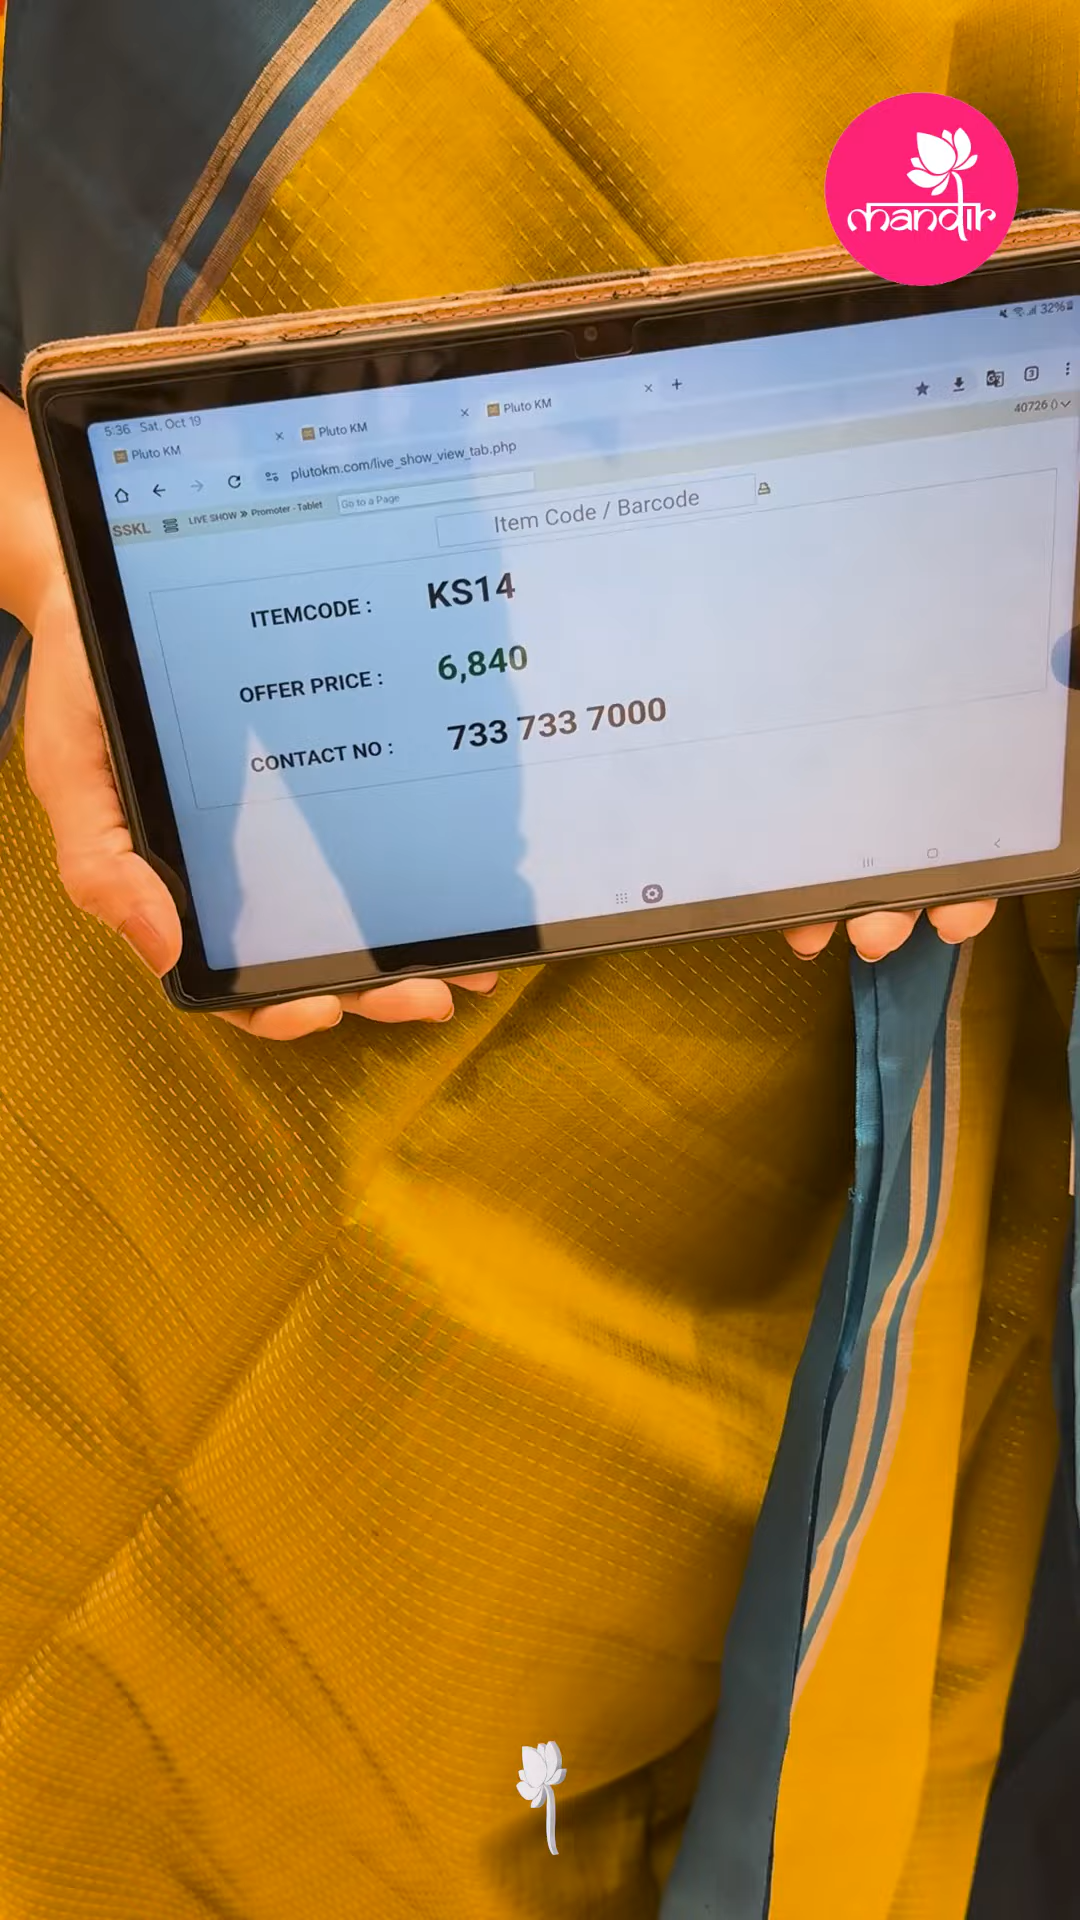 mandir
5:36 Sat, Oct 19
32%
Pluto KM
Pluto KM
Pluto KM
plutokm.com/live_show_view_tab.php
3
40726 ()
SSKL
LIVE SHOW » Promoter - Tablet
Go to a Page
Item Code / Barcode
ITEMCODE : KS14
OFFER PRICE : 6,840
CONTACT NO : 733 733 7000